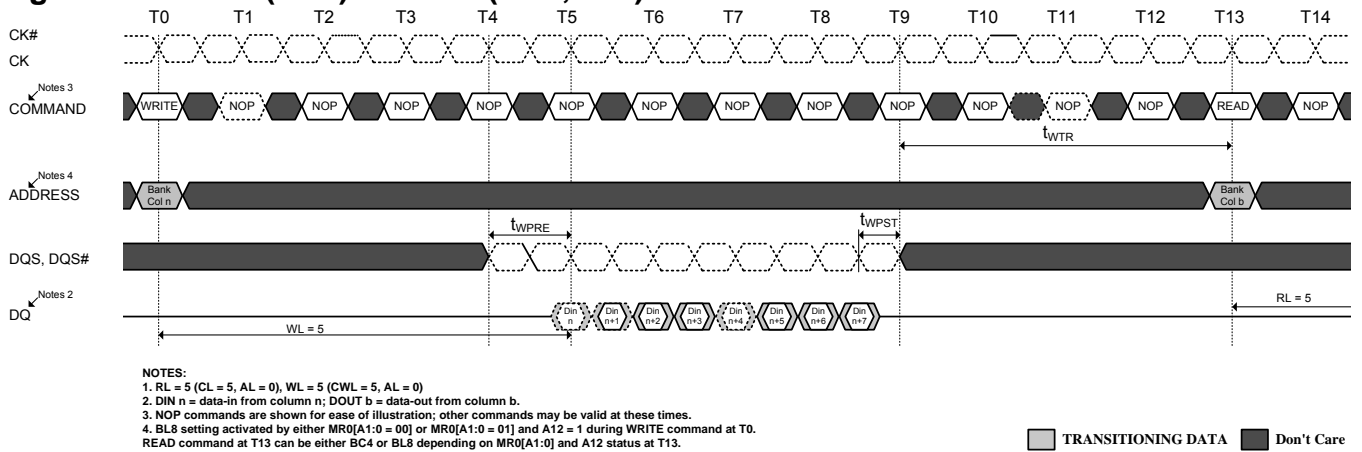 T0 T1 T2 T3 T4 T5 T6 T7 T8 T9 T10 T11 T12 T13 T14
CK#
CK
Notes 3
COMMAND WRITE NOP NOP NOP NOP NOP NOP NOP NOP NOP NOP NOP NOP READ NOP
tWTR
Notes 4
ADDRESS
Bank Bank
Col n Col b
tWPRE tWPST
DQS, DQS#
Notes 2
DQ
Din Din Din Din Din Din Din Din
n n+1 n+2 n+3 n+4 n+5 n+6 n+7
RL = 5
WL = 5
NOTES:
1. RL = 5 (CL = 5, AL = 0), WL = 5 (CWL = 5, AL = 0)
2. DIN n = data-in from column n; DOUT b = data-out from column b.
3. NOP commands are shown for ease of illustration; other commands may be valid at these times.
4. BL8 setting activated by either MR0[A1:0 = 00] or MR0[A1:0 = 01] and A12 = 1 during WRITE command at T0.
READ command at T13 can be either BC4 or BL8 depending on MR0[A1:0] and A12 status at T13.
TRANSITIONING DATA Don't Care